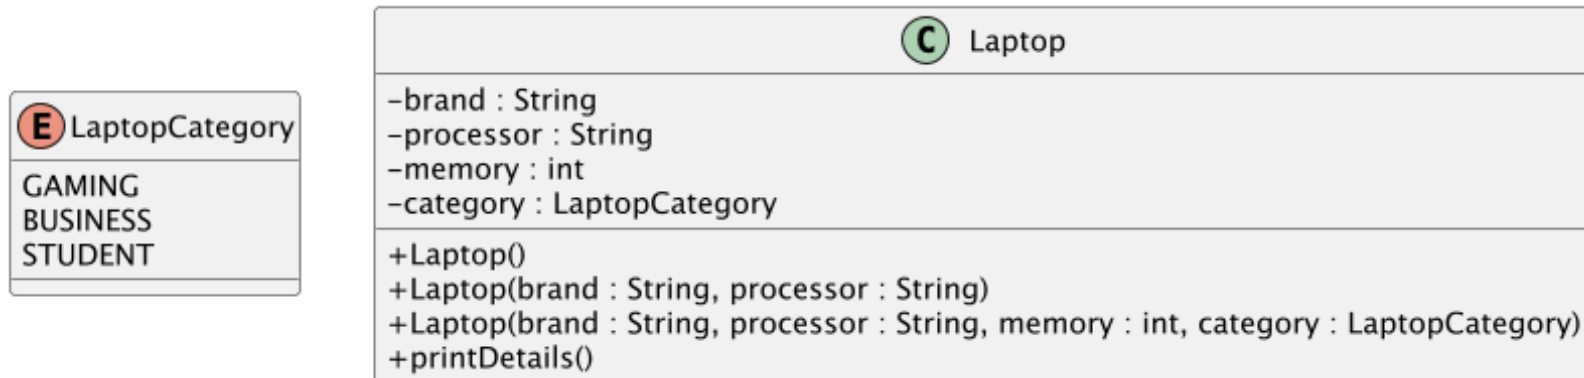 E LaptopCategory
GAMING
BUSINESS
STUDENT
C Laptop
-brand : String
-processor : String
-memory : int
-category : LaptopCategory
+Laptop()
+Laptop(brand : String, processor : String)
+Laptop(brand : String, processor : String, memory : int, category : LaptopCategory)
+printDetails()